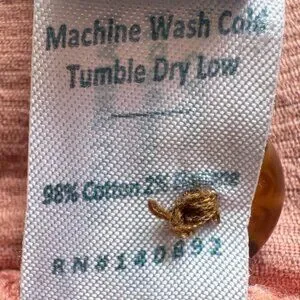 Machine Wash Cold
Tumble Dry Low
98% Cotton 2%
RN#140892